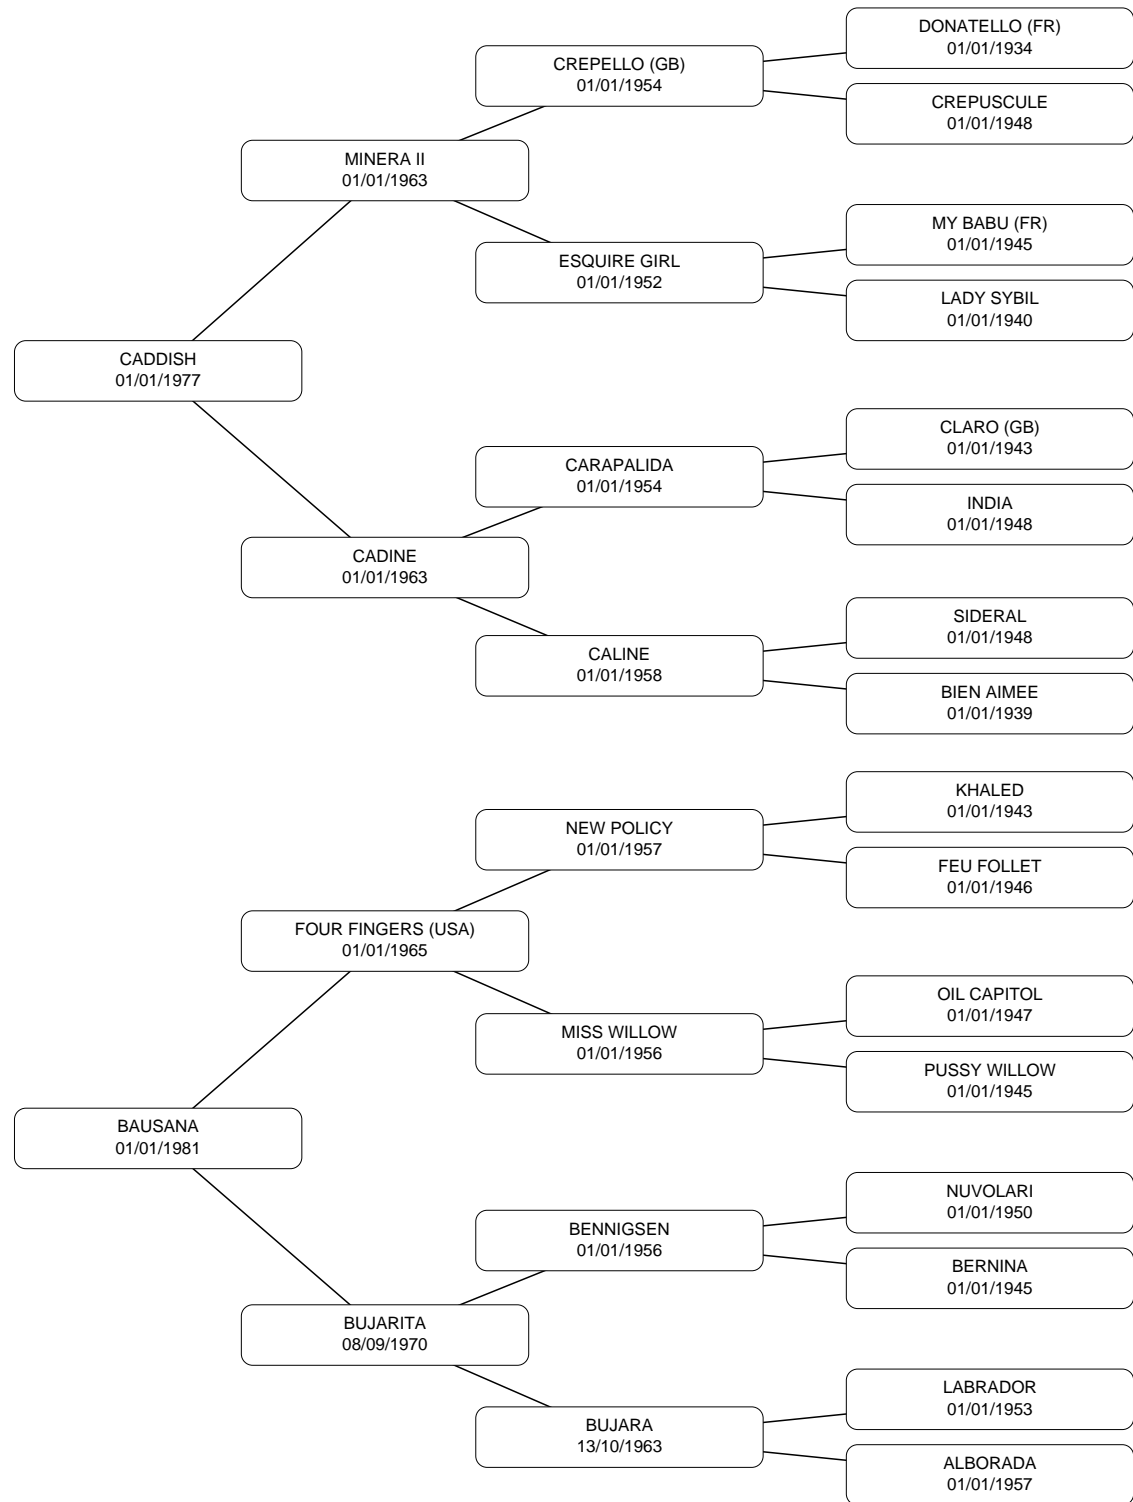 DONATELLO (FR)
01/01/1934
CREPELLO (GB)
01/01/1954
CREPUSCULE
01/01/1948
MINERA II
01/01/1963
MY BABU (FR)
01/01/1945
ESQUIRE GIRL
01/01/1952
LADY SYBIL
01/01/1940
CADDISH
01/01/1977
CLARO (GB)
01/01/1943
CARAPALIDA
01/01/1954
INDIA
01/01/1948
CADINE
01/01/1963
SIDERAL
01/01/1948
CALINE
01/01/1958
BIEN AIMEE
01/01/1939
KHALED
01/01/1943
NEW POLICY
01/01/1957
FEU FOLLET
01/01/1946
FOUR FINGERS (USA)
01/01/1965
OIL CAPITOL
01/01/1947
MISS WILLOW
01/01/1956
PUSSY WILLOW
01/01/1945
BAUSANA
01/01/1981
NUVOLARI
01/01/1950
BENNIGSEN
01/01/1956
BERNINA
01/01/1945
BUJARITA
08/09/1970
LABRADOR
01/01/1953
BUJARA
13/10/1963
ALBORADA
01/01/1957